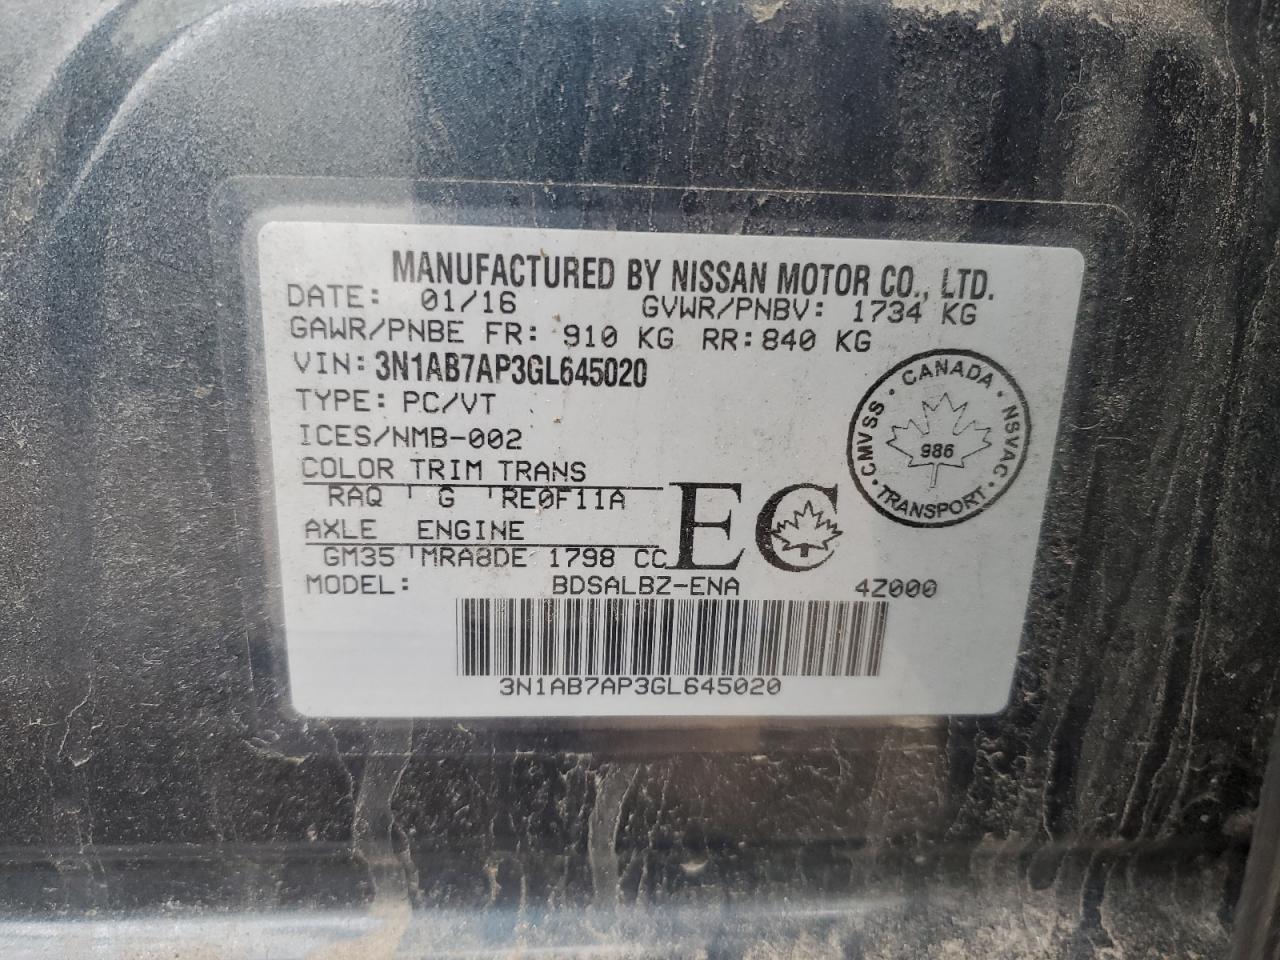 MANUFACTURED BY NISSAN MOTOR CO., LTD.
DATE: 01/16 GVWR/PNBV: 1734 KG
GAWR/PNBE FR: 910 KG RR: 840 KG
VIN: 3N1AB7AP3GL645020
TYPE: PC/VT
ICES/NMB-002
COLOR TRIM TRANS
RAQ G RE0F11A
AXLE ENGINE
GM35 MRA8DE 1798 CC
EC
CANADA
CMVSS
NSVAC
986
TRANSPORT
MODEL: BDSALBZ-ENA 4Z000
3N1AB7AP3GL645020